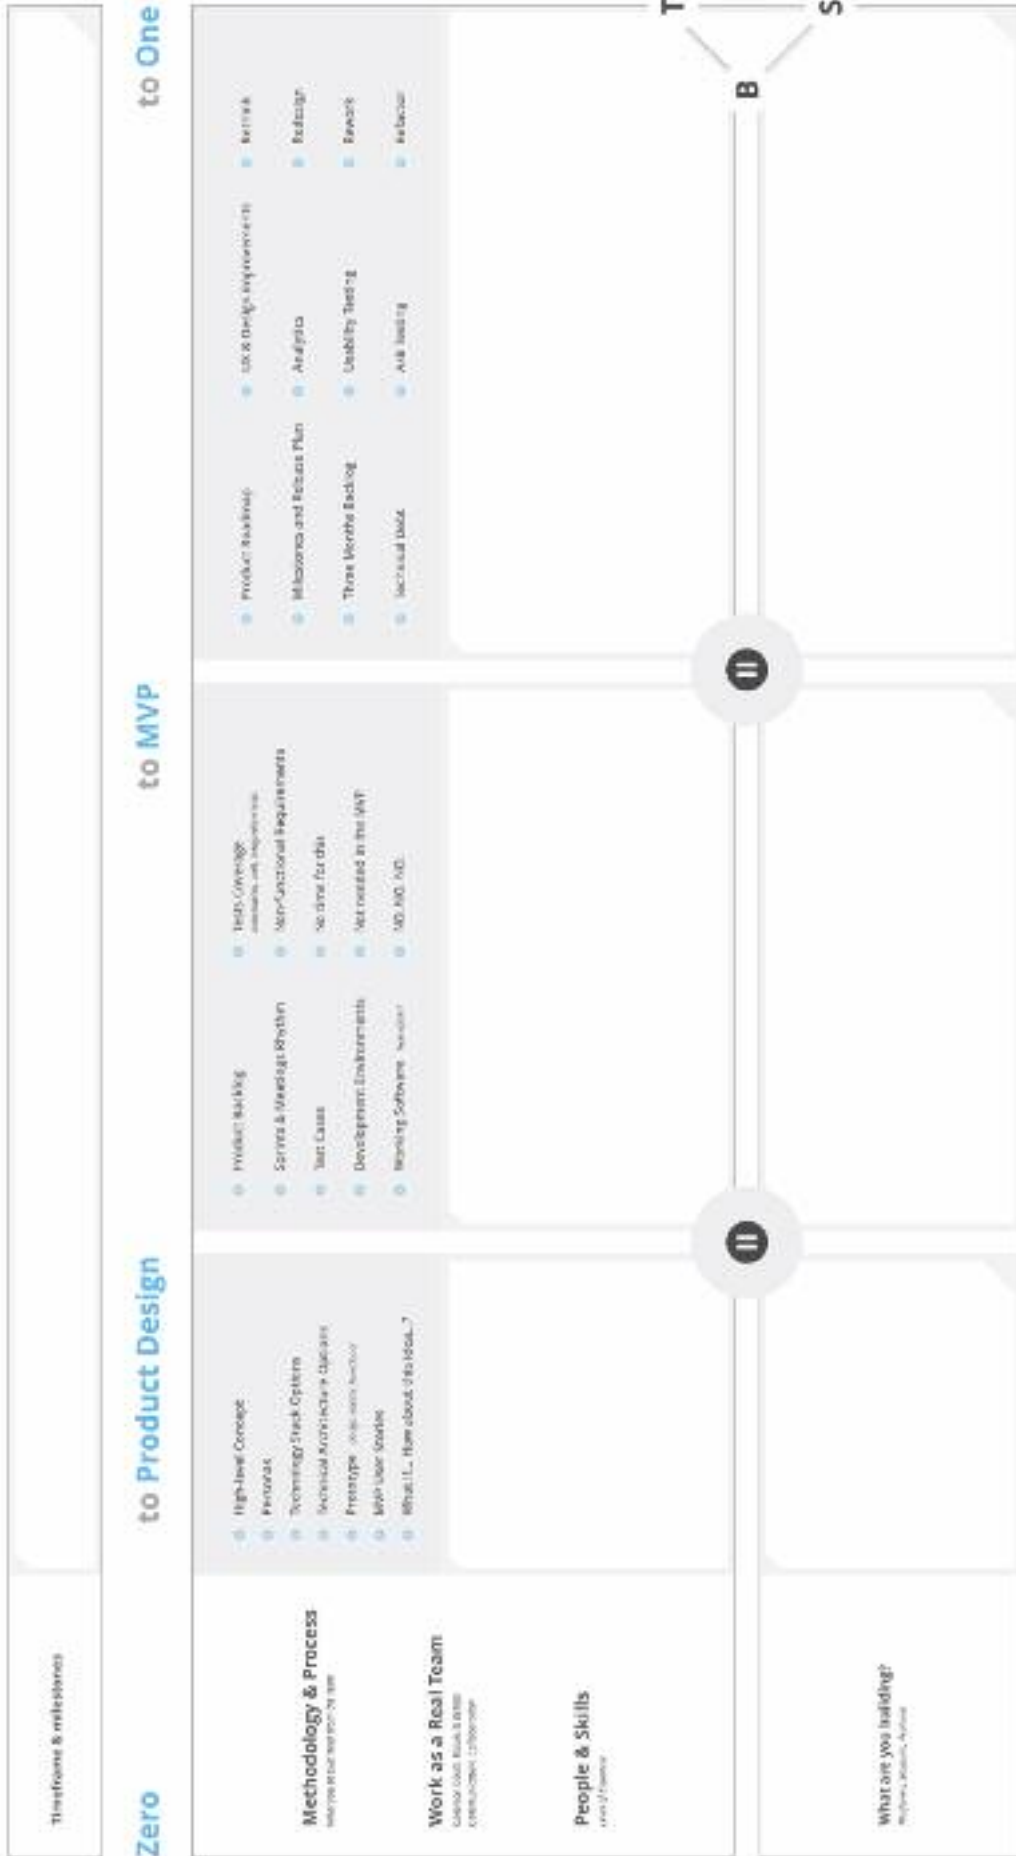 Timeframe & milestones
Zero
to Product Design
to MVP
to One
Methodology & Process
High-level Concept
Personas
Technology Stack Options
Technical Architecture Options
Prototype
MVP User Stories
What if... How about this idea...?
Product Backlog
Sprints & Meetings Rhythm
Test Cases
Development Environments
Working Software
Tests Coverage
Non-functional Requirements
No time for this
Not needed in the MVP
NO. NO. NO.
Product Roadmap
Milestones and Release Plan
Three Months Backlog
Technical Debt
UX & Design Improvements
Analytics
Usability Testing
A/B Testing
Rethink
Redesign
Rework
Refactor
Work as a Real Team
People & Skills
T
B
S
What are you building?